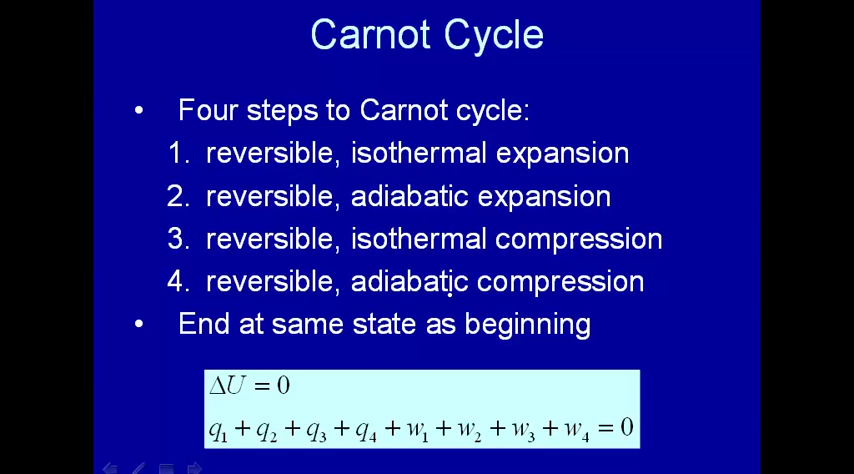 Carnot Cycle
• Four steps to Carnot cycle:
1. reversible, isothermal expansion
2. reversible, adiabatic expansion
3. reversible, isothermal compression
4. reversible, adiabatic compression
• End at same state as beginning
ΔU = 0
q₁ + q₂ + q₃ + q₄ + w₁ + w₂ + w₃ + w₄ = 0